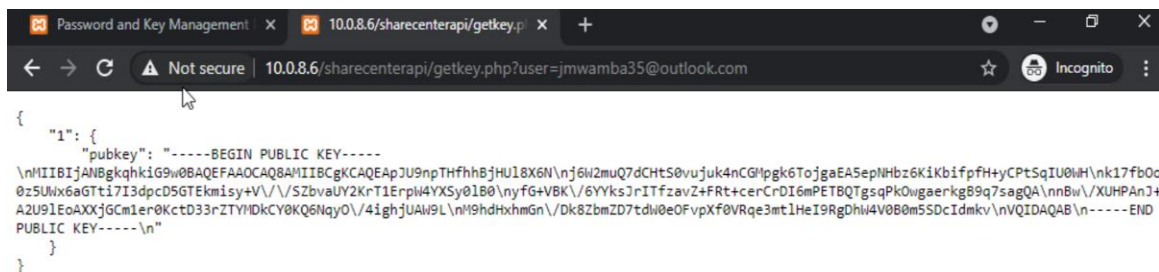 Password and Key Management
10.0.8.6/sharecenterapi/getkey.p
Not secure
10.0.8.6/sharecenterapi/getkey.php?user=jmwamba35@outlook.com
Incognito
{
"1": {
"pubkey": "-----BEGIN PUBLIC KEY-----
\nMIIBIjANBgkqhkiG9w0BAQEFAAOCAQ8AMIIBCgKCAQEApJU9npTHfhhBjHUl8X6N\nj6W2muQ7dCHtS0vujuk4nCGMpgk6TojgaEA5epNHbz6KiKbifpfH+yCPtSqIU0WH\nk17fbOo
0z5UWx6aGTti7I3dpcD5GTEkmisy+V\/\/SZbvaUY2KrT1ErpW4YXSy0lB0\nyfG+VBK\/6YYksJrITfzavZ+FRt+cerCrDI6mPETBQTgsqPkOwgaerkgB9q7sagQA\nnBw\/XUHPAnJ+
A2U9lEoAXXjGCm1er0KctD33rZTYMDkCY0KQ6NqyO\/4ighjUAW9L\nM9hdHxhmGn\/Dk8ZbmZD7tdW0eOFvpXf0VRqe3mtlHeI9RgDhW4V0B0m5SDcIdmkv\nVQIDAQAB\n-----END
PUBLIC KEY-----\n"
}
}